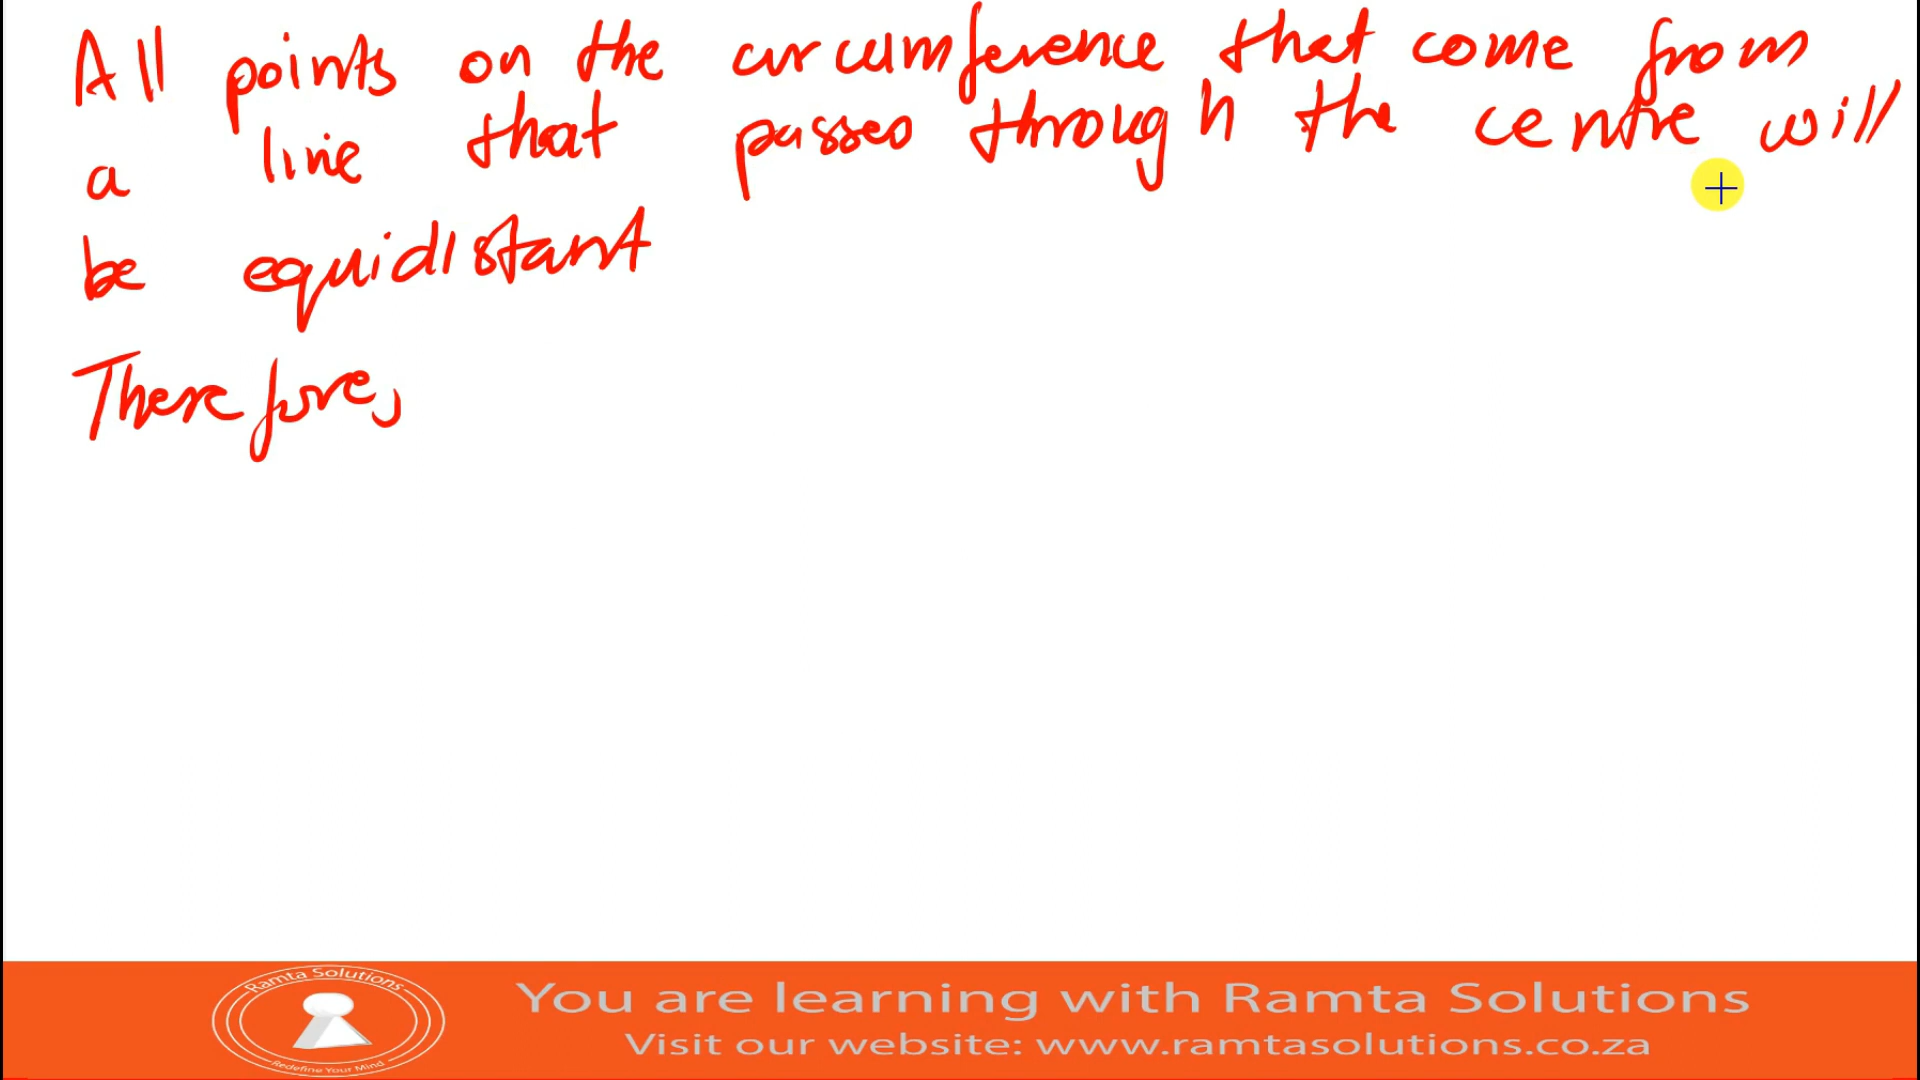 All points on the circumference that come from
a line that passes through the centre will
be equidistant
Therefore,
Ramta Solutions
Redefine Your Mind
You are learning with Ramta Solutions
Visit our website: www.ramtasolutions.co.za